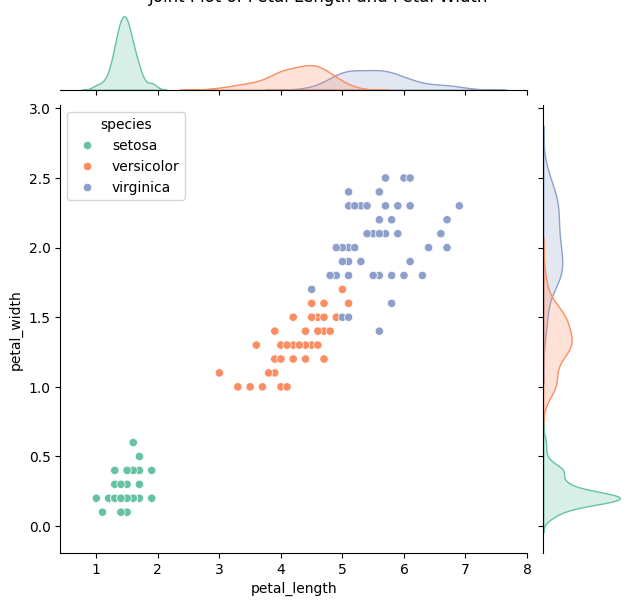 Joint Plot of Petal Length and Petal Width
species
setosa
versicolor
virginica
3.0
2.5
2.0
1.5
1.0
0.5
0.0
petal_width
1 2 3 4 5 6 7 8
petal_length